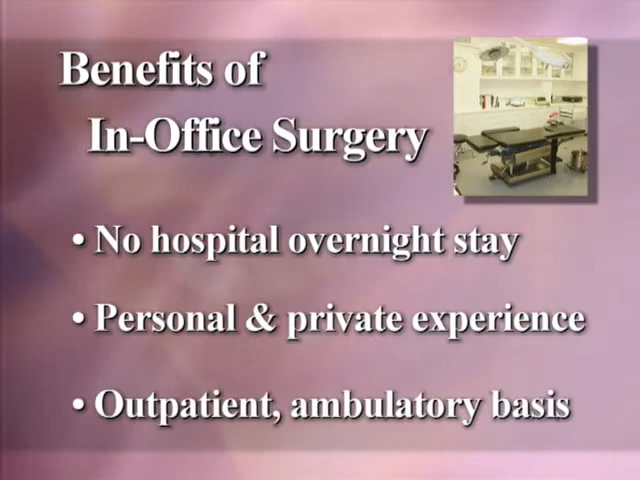 Benefits of
In-Office Surgery
• No hospital overnight stay
• Personal & private experience
• Outpatient, ambulatory basis